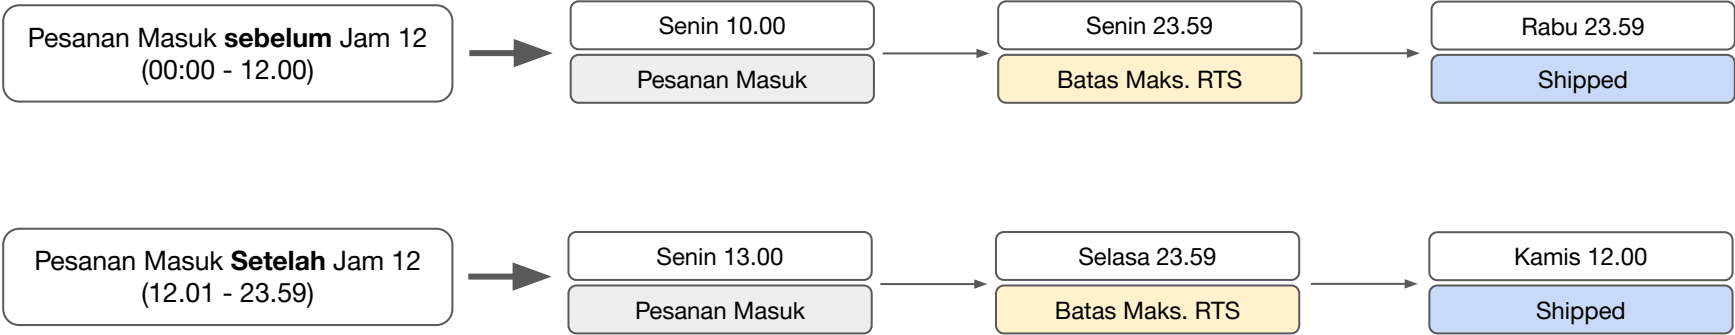 Pesanan Masuk sebelum Jam 12
(00:00 - 12.00)
Senin 10.00
Pesanan Masuk
Senin 23.59
Batas Maks. RTS
Rabu 23.59
Shipped
Pesanan Masuk Setelah Jam 12
(12.01 - 23.59)
Senin 13.00
Pesanan Masuk
Selasa 23.59
Batas Maks. RTS
Kamis 12.00
Shipped